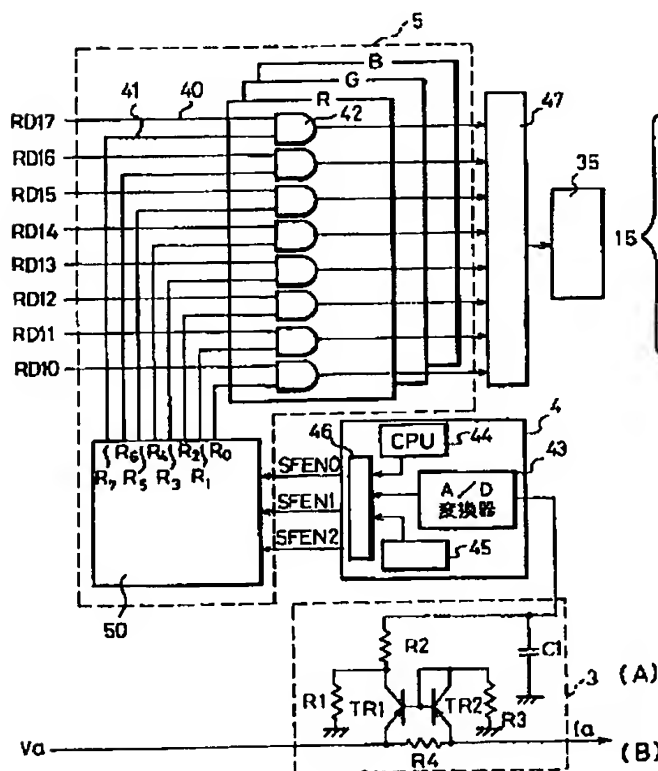 5
B
G
R
41 40 42 47
RD17
RD16
RD15
RD14
RD13
RD12
RD11
RD10
35
15
R6 R4 R2 R0
R7 R5 R3 R1
50
46
4
CPU 44
43
A/D
変換器
45
SFEN0
SFEN1
SFEN2
R2
C1
R1 TR1 TR2 R3
3
(A)
Va R4 Ia
(B)